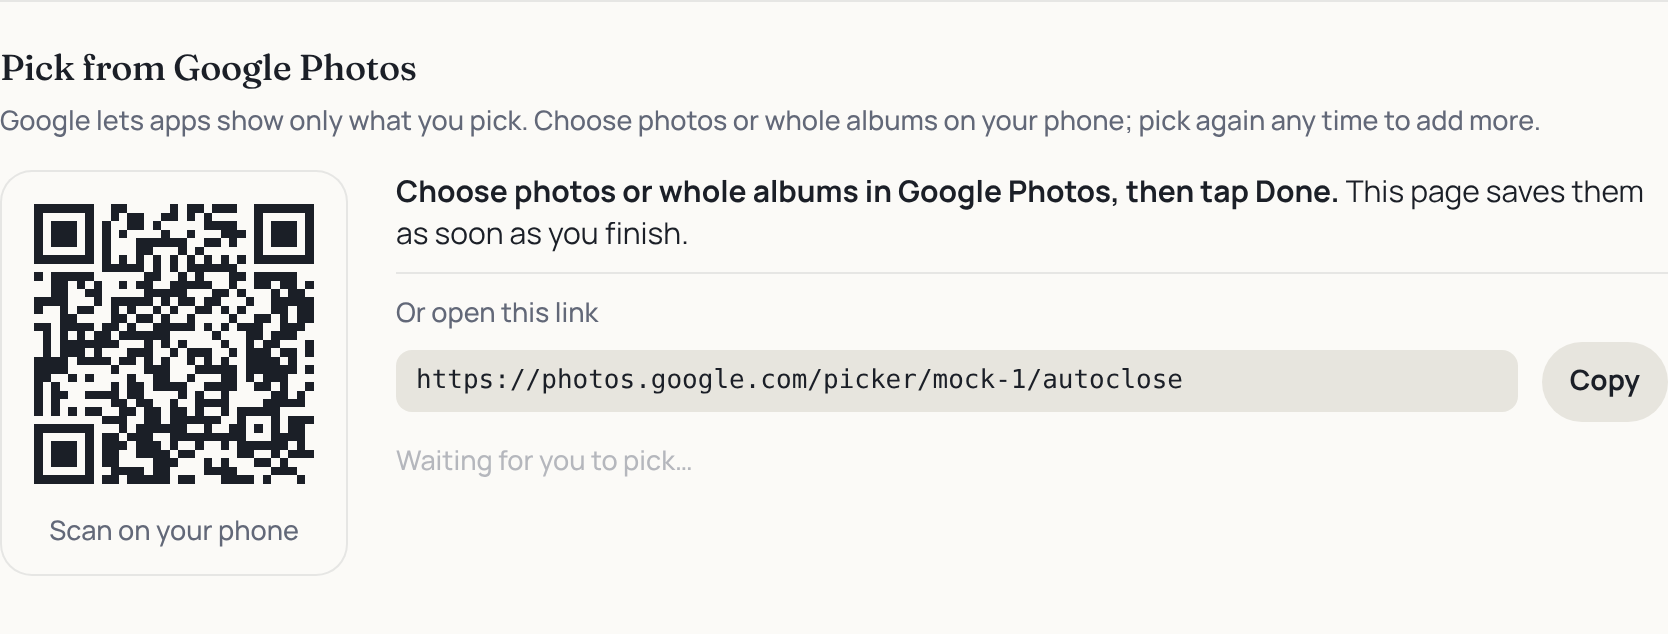 Pick from Google Photos
Google lets apps show only what you pick. Choose photos or whole albums on your phone; pick again any time to add more.
Choose photos or whole albums in Google Photos, then tap Done. This page saves them
as soon as you finish.
Or open this link
https://photos.google.com/picker/mock-1/autoclose
Copy
Waiting for you to pick…
Scan on your phone